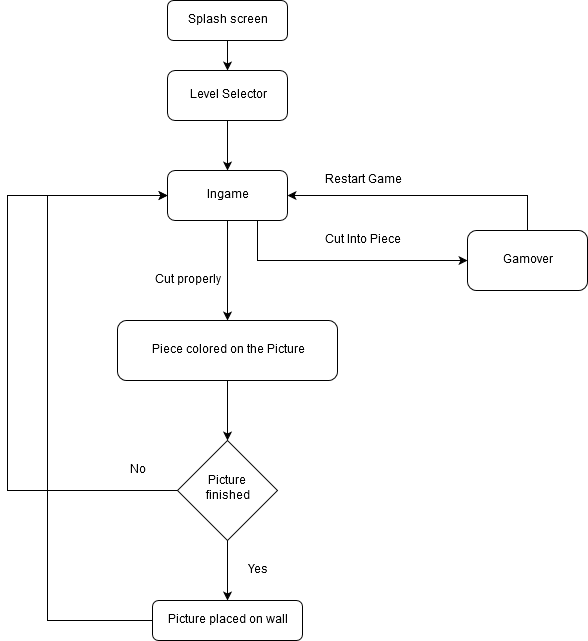 Splash screen
Level Selector
Restart Game
Ingame
Cut Into Piece
Gamover
Cut properly
Piece colored on the Picture
No
Picture
finished
Yes
Picture placed on wall